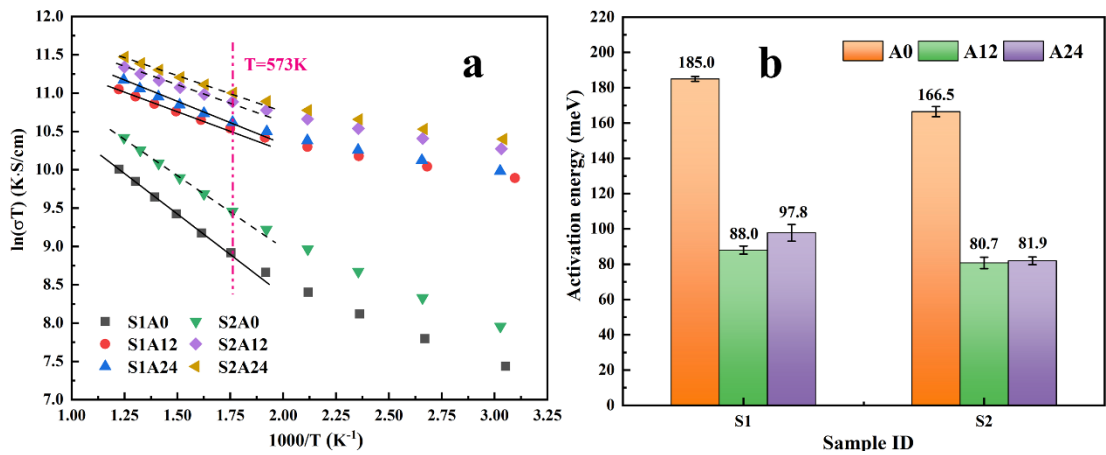 12.0
11.5
11.0
10.5
10.0
9.5
9.0
8.5
8.0
7.5
7.0
ln(σT) (K·S/cm)
T=573K
a
S1A0 S2A0
S1A12 S2A12
S1A24 S2A24
1.00 1.25 1.50 1.75 2.00 2.25 2.50 2.75 3.00 3.25
1000/T (K⁻¹)
220
200
180
160
140
120
100
80
60
40
20
0
Activation energy (meV)
b
A0 A12 A24
185.0
88.0
97.8
166.5
80.7
81.9
S1 S2
Sample ID